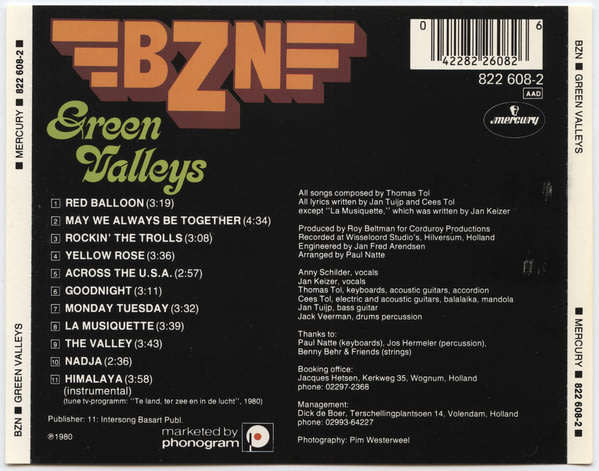 BZN
Green
Valleys
0 42282 26082 6
822 608-2
AAD
mercury
1 RED BALLOON (3:19)
2 MAY WE ALWAYS BE TOGETHER (4:34)
3 ROCKIN' THE TROLLS (3:08)
4 YELLOW ROSE (3:36)
5 ACROSS THE U.S.A. (2:57)
6 GOODNIGHT (3:11)
7 MONDAY TUESDAY (3:32)
8 LA MUSIQUETTE (3:39)
9 THE VALLEY (3:43)
10 NADJA (2:36)
11 HIMALAYA (3:58)
(instrumental)
(tune tv-programm: "Te land, ter zee en in de lucht", 1980)
Publisher: 11: Intersong Basart Publ.
℗1980
marketed by
phonogram
All songs composed by Thomas Tol
All lyrics written by Jan Tuijp and Cees Tol
except "La Musiquette," which was written by Jan Keizer
Produced by Roy Beltman for Corduroy Productions
Recorded at Wisseloord Studio's, Hilversum, Holland
Engineered by Jan Fred Arendsen
Arranged by Paul Natte
Anny Schilder, vocals
Jan Keizer, vocals
Thomas Tol, keyboards, acoustic guitars, accordion
Cees Tol, electric and acoustic guitars, balalaika, mandola
Jan Tuijp, bass guitar
Jack Veerman, drums percussion
Thanks to:
Paul Natte (keyboards), Jos Hermeler (percussion),
Benny Behr & Friends (strings)
Booking office:
Jacques Hetsen, Kerkweg 35, Wognum, Holland
phone: 02297-2368
Management:
Dick de Boer, Terschellingplantsoen 14, Volendam, Holland
phone: 02993-64227
Photography: Pim Westerweel
BZN ■ GREEN VALLEYS ■ MERCURY ■ 822 608-2 ■
BZN ■ GREEN VALLEYS ■ MERCURY ■ 822 608-2 ■